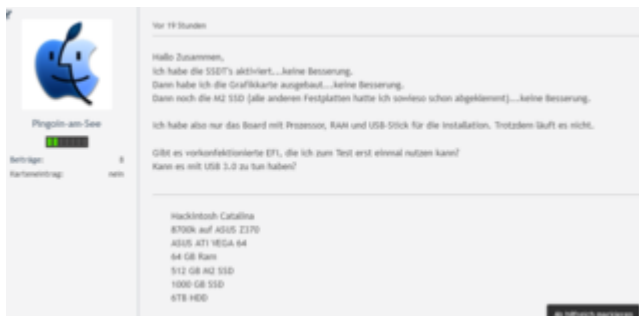 Vor 19 Stunden
Hallo Zusammen,
ich habe die SSDT's aktiviert...keine Besserung.
Dann habe ich die Grafikkarte ausgebaut...keine Besserung.
Dann noch die M2 SSD (alle anderen Festplatten hatte ich sowieso schon abgeklemmt)...keine Besserung.
Pingoin-am-See
Ich habe also nur das Board mit Prozessor, RAM und USB-Stick für die Installation. Trotzdem läuft es nicht.
Beiträge: 8
Karteneintrag: nein
Gibt es vorkonfektionierte EFI, die ich zum Test erst einmal nutzen kann?
Kann es mit USB 3.0 zu tun haben?
Hackintosh Catalina
8700k auf ASUS Z370
ASUS ATI VEGA 64
64 GB Ram
512 GB M2 SSD
1000 GB SSD
6TB HDD
Als hilfreich markieren